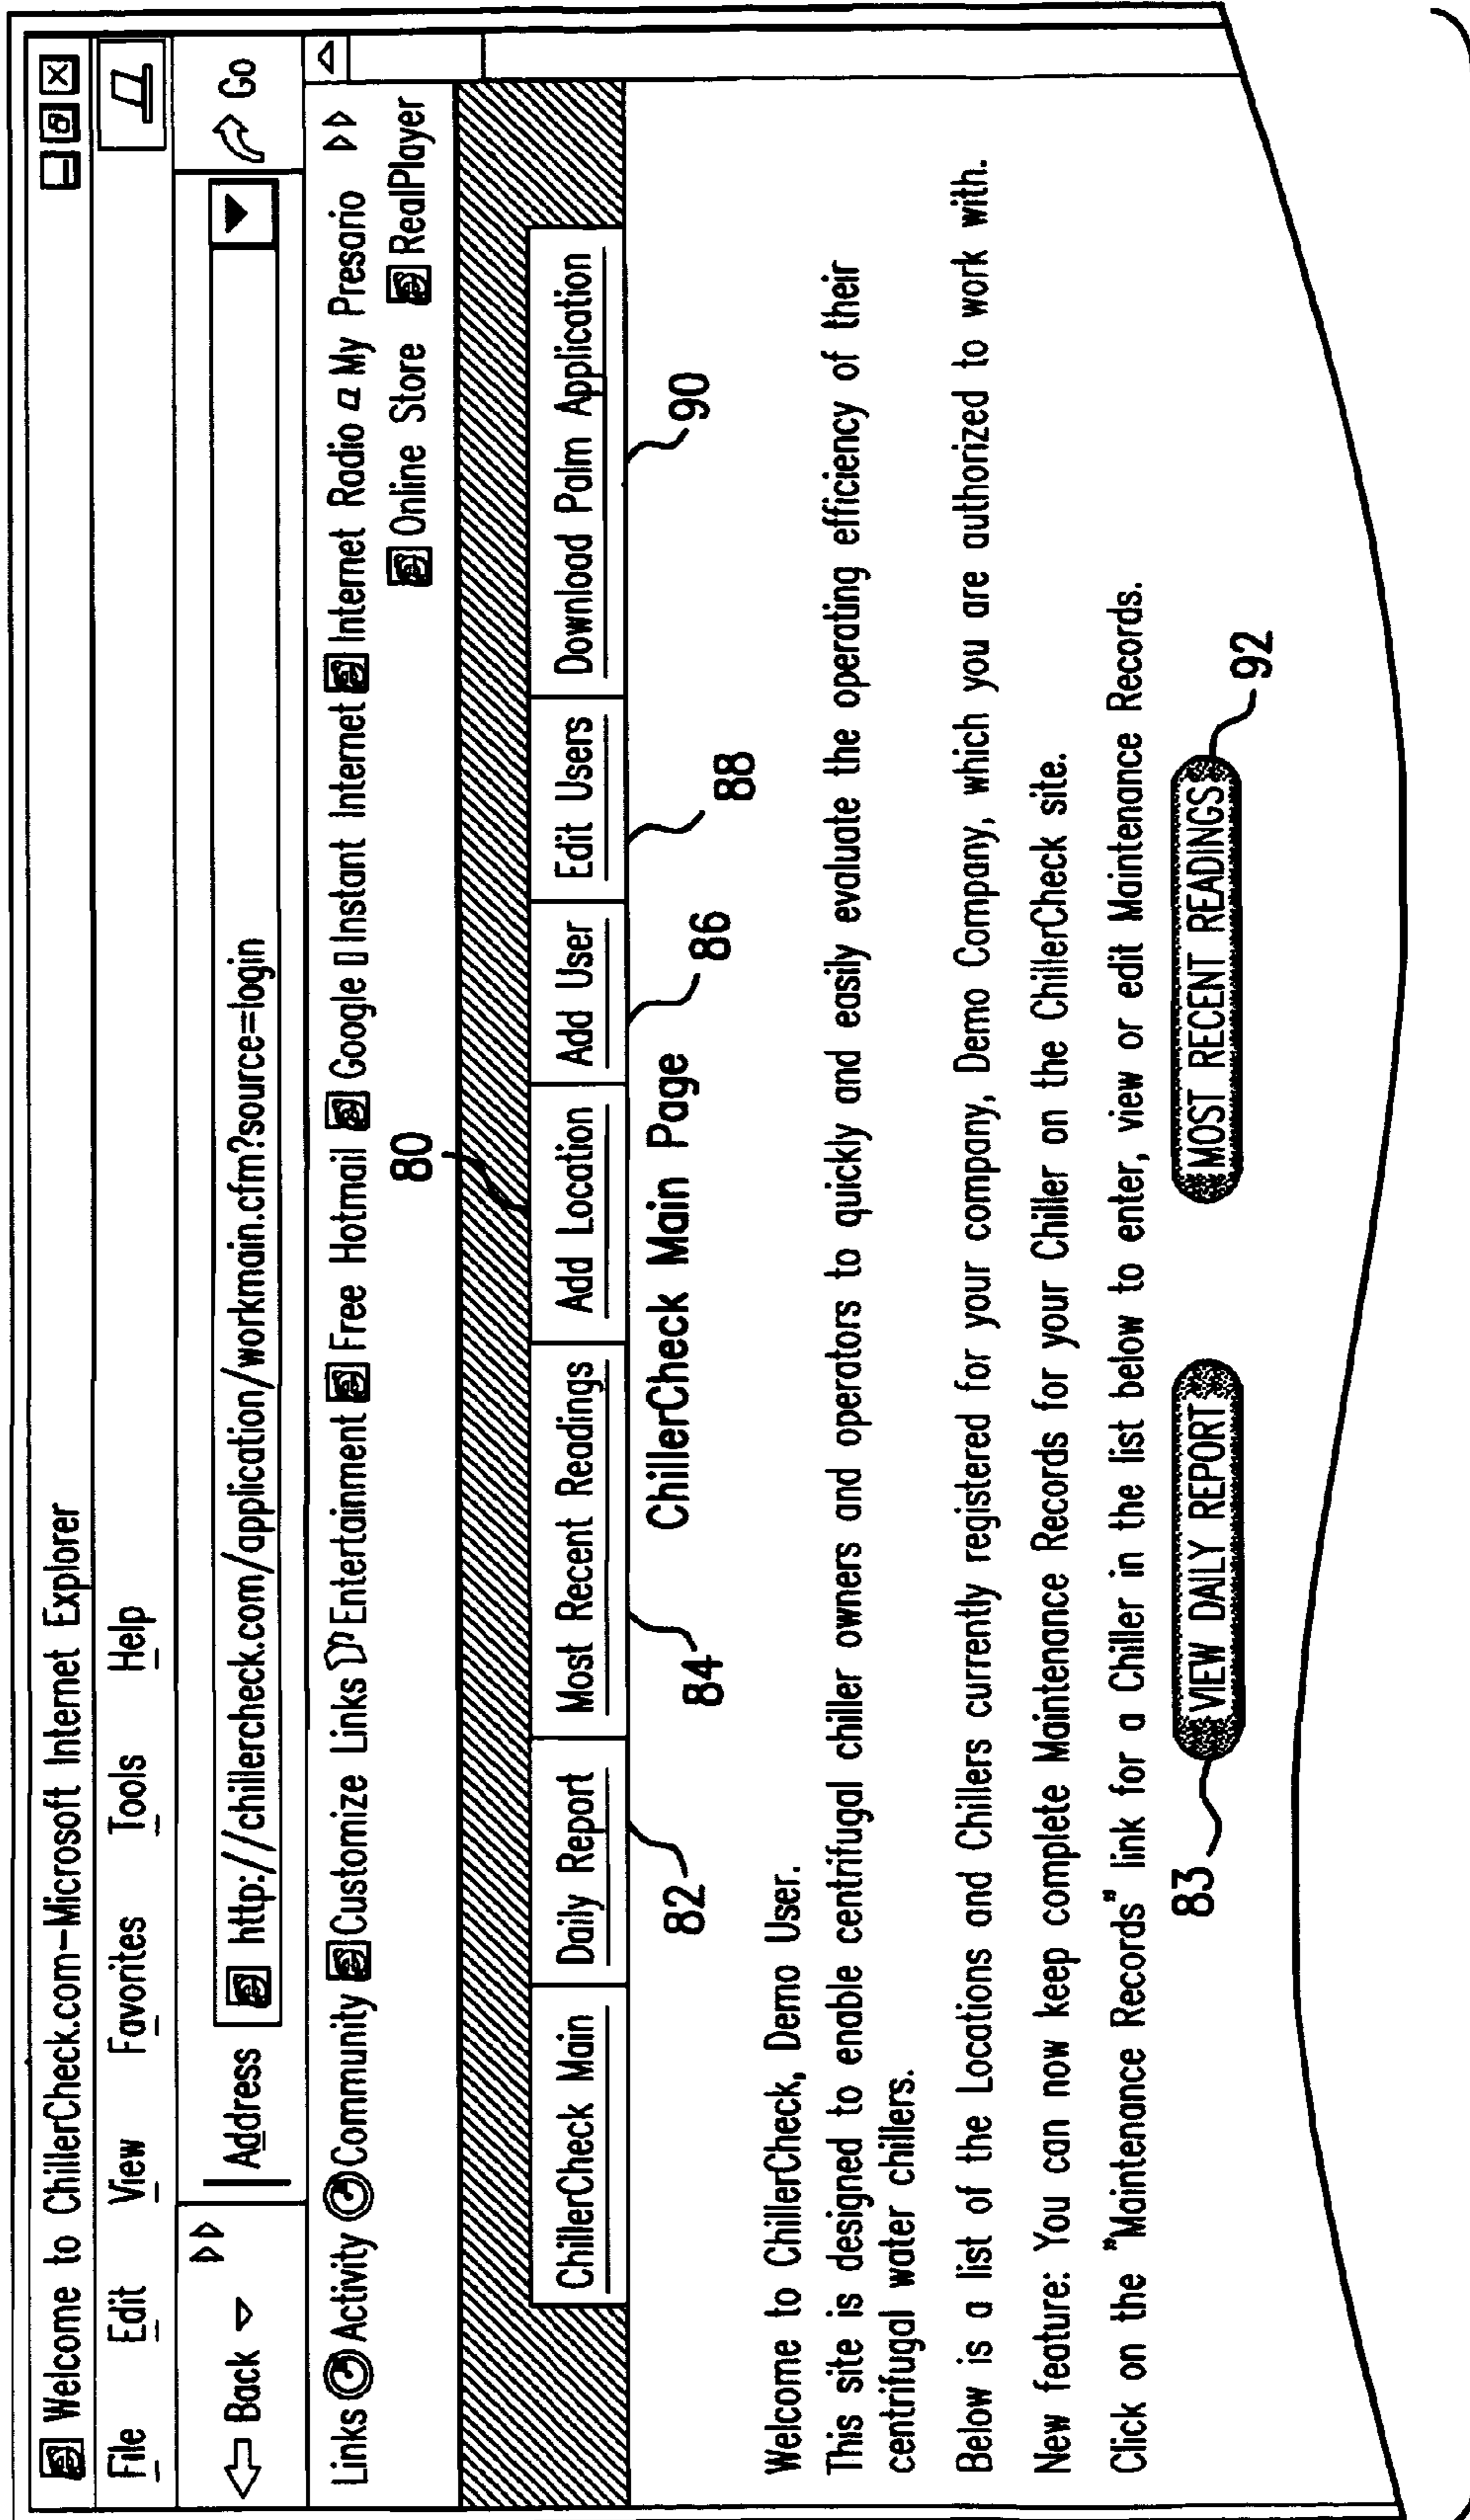 Welcome to ChillerCheck.com-Microsoft Internet Explorer
File Edit View Favorites Tools Help
Back Address http://chillercheck.com/application/workmain.cfm?source=login Go
Links Activity Community Customize Links Entertainment Free Hotmail Google Instant Internet Internet Radio My Presario
Online Store RealPlayer
80
ChillerCheck Main Daily Report Most Recent Readings Add Location Add User Edit Users Download Palm Application
82 84 86 88 90
ChillerCheck Main Page
Welcome to ChillerCheck, Demo User.
This site is designed to enable centrifugal chiller owners and operators to quickly and easily evaluate the operating efficiency of their
centrifugal water chillers.
Below is a list of the Locations and Chillers currently registered for your company, Demo Company, which you are authorized to work with.
New feature: You can now keep complete Maintenance Records for your Chiller on the ChillerCheck site.
Click on the "Maintenance Records" link for a Chiller in the list below to enter, view or edit Maintenance Records.
83 VIEW DAILY REPORT MOST RECENT READINGS 92